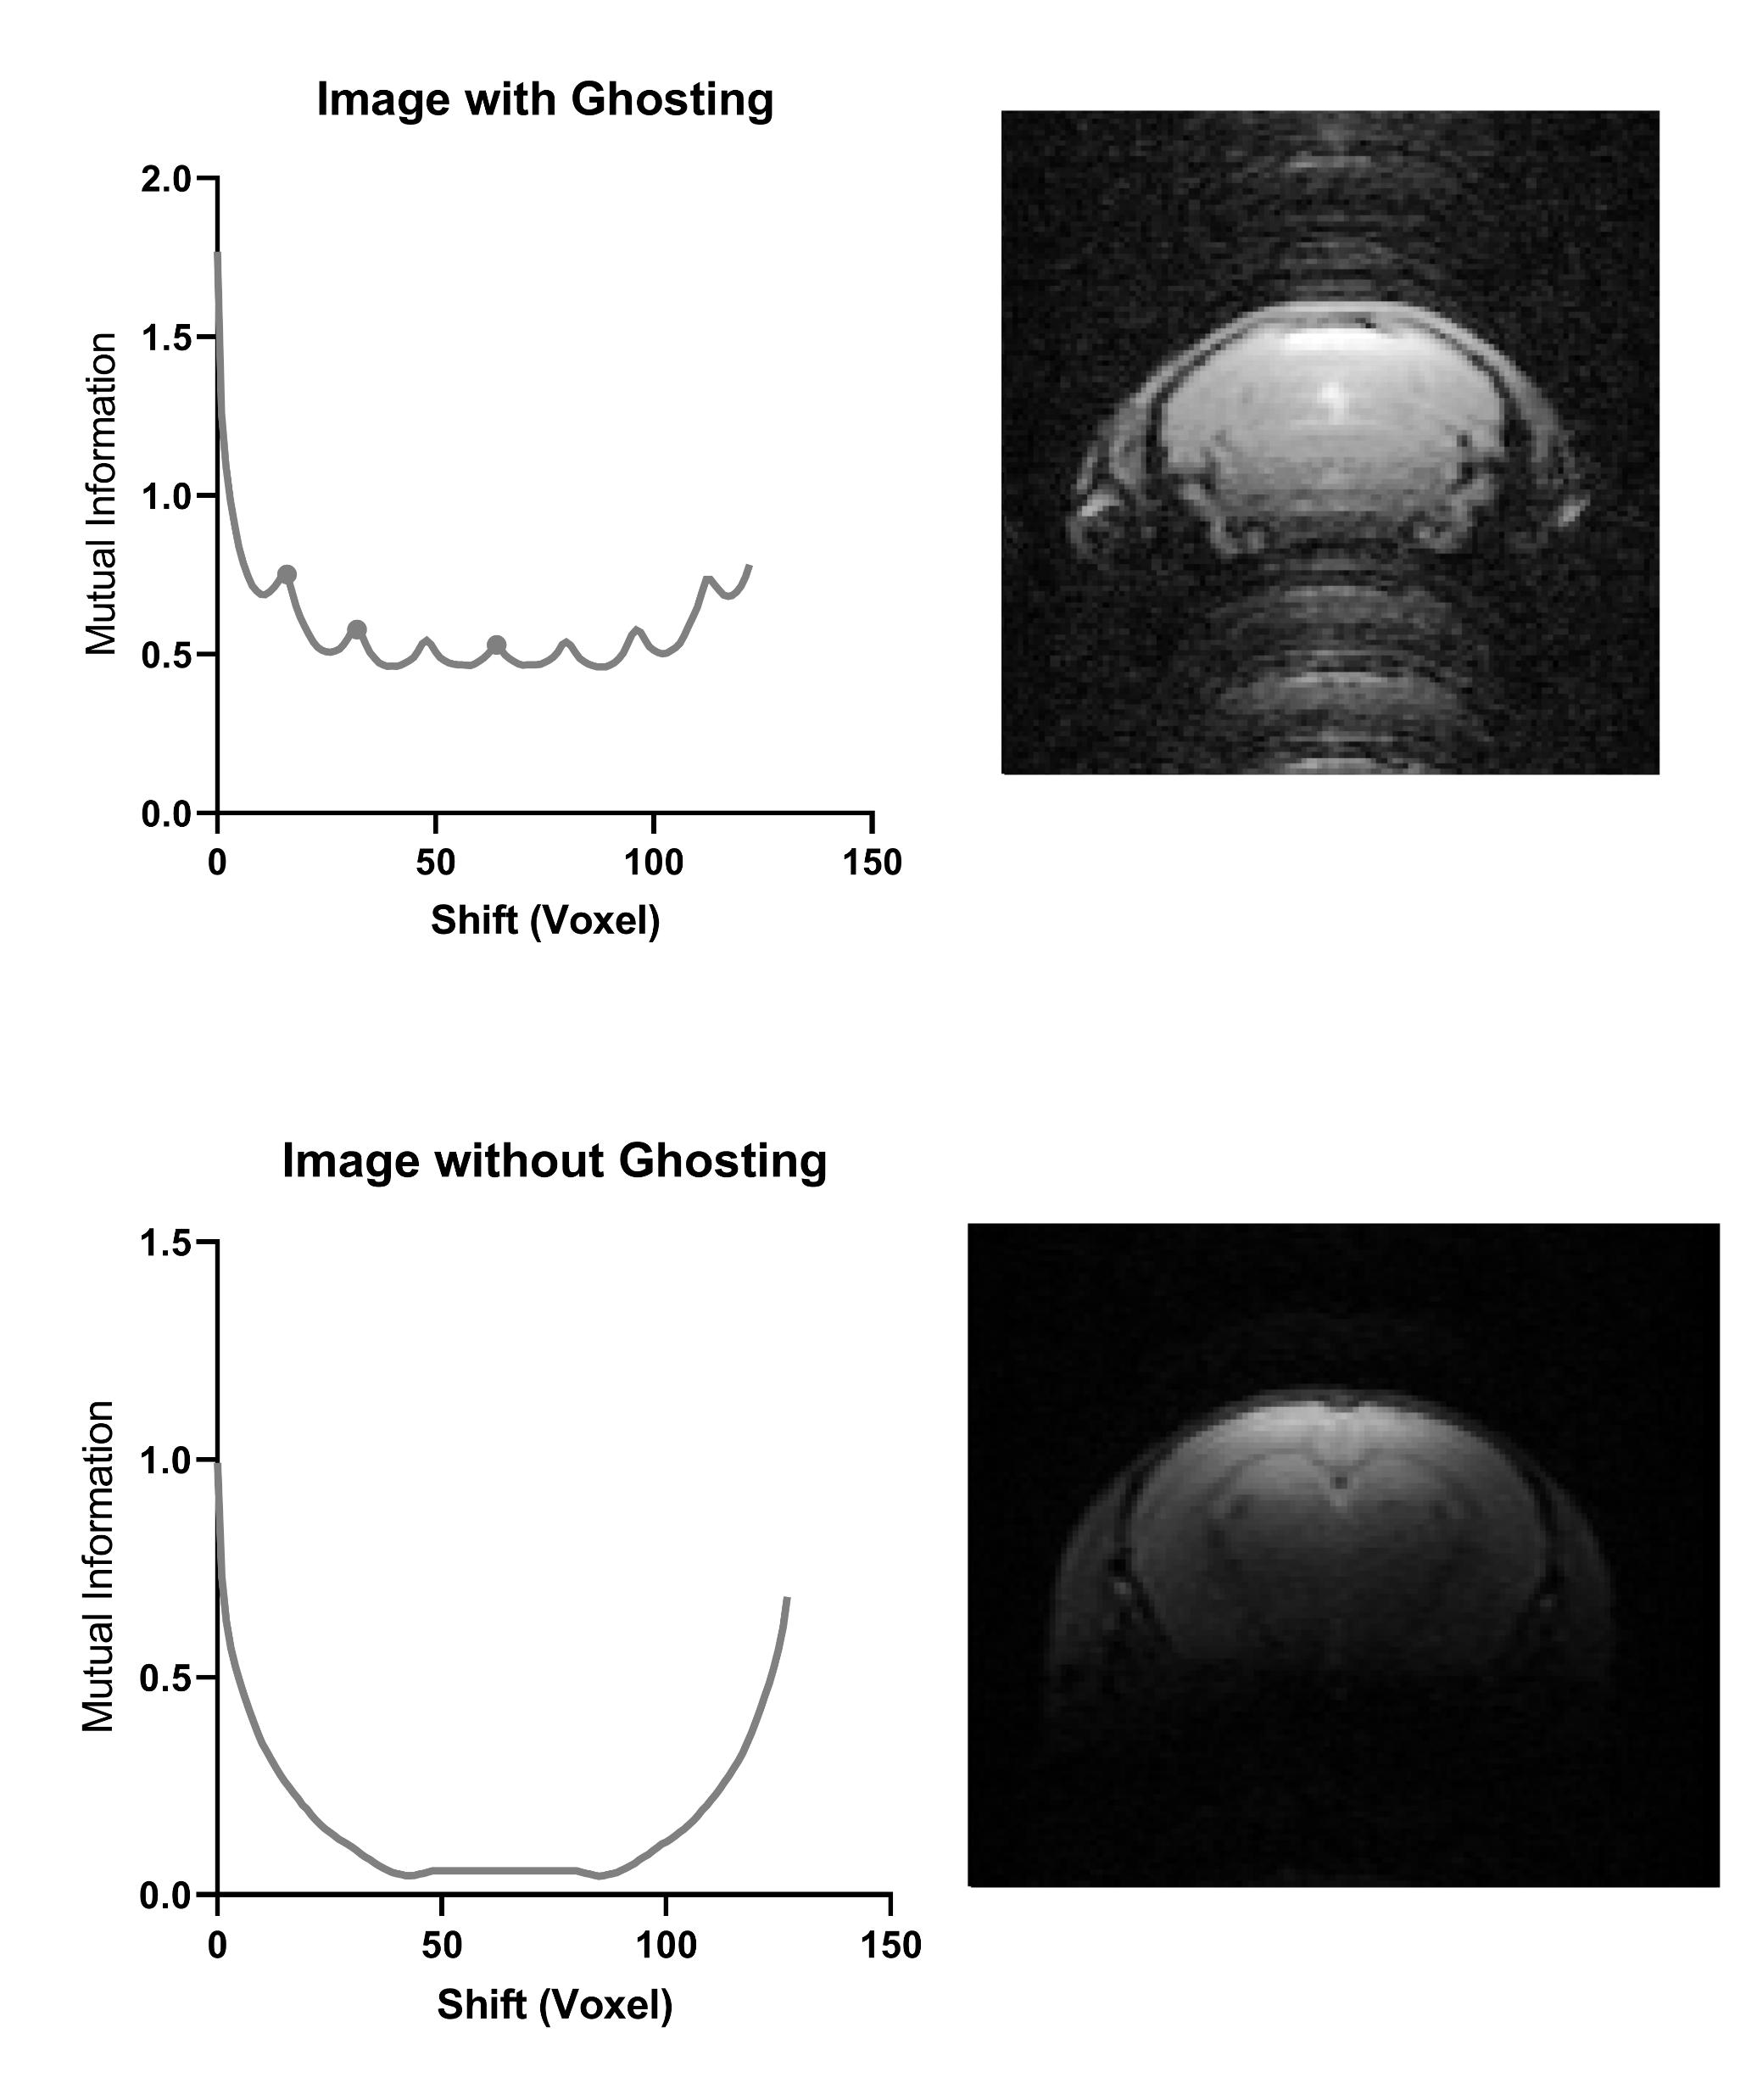 Image with Ghosting
2.0
1.5
1.0
0.5
0.0
Mutual Information
0 50 100 150
Shift (Voxel)
Image without Ghosting
1.5
1.0
0.5
0.0
Mutual Information
0 50 100 150
Shift (Voxel)